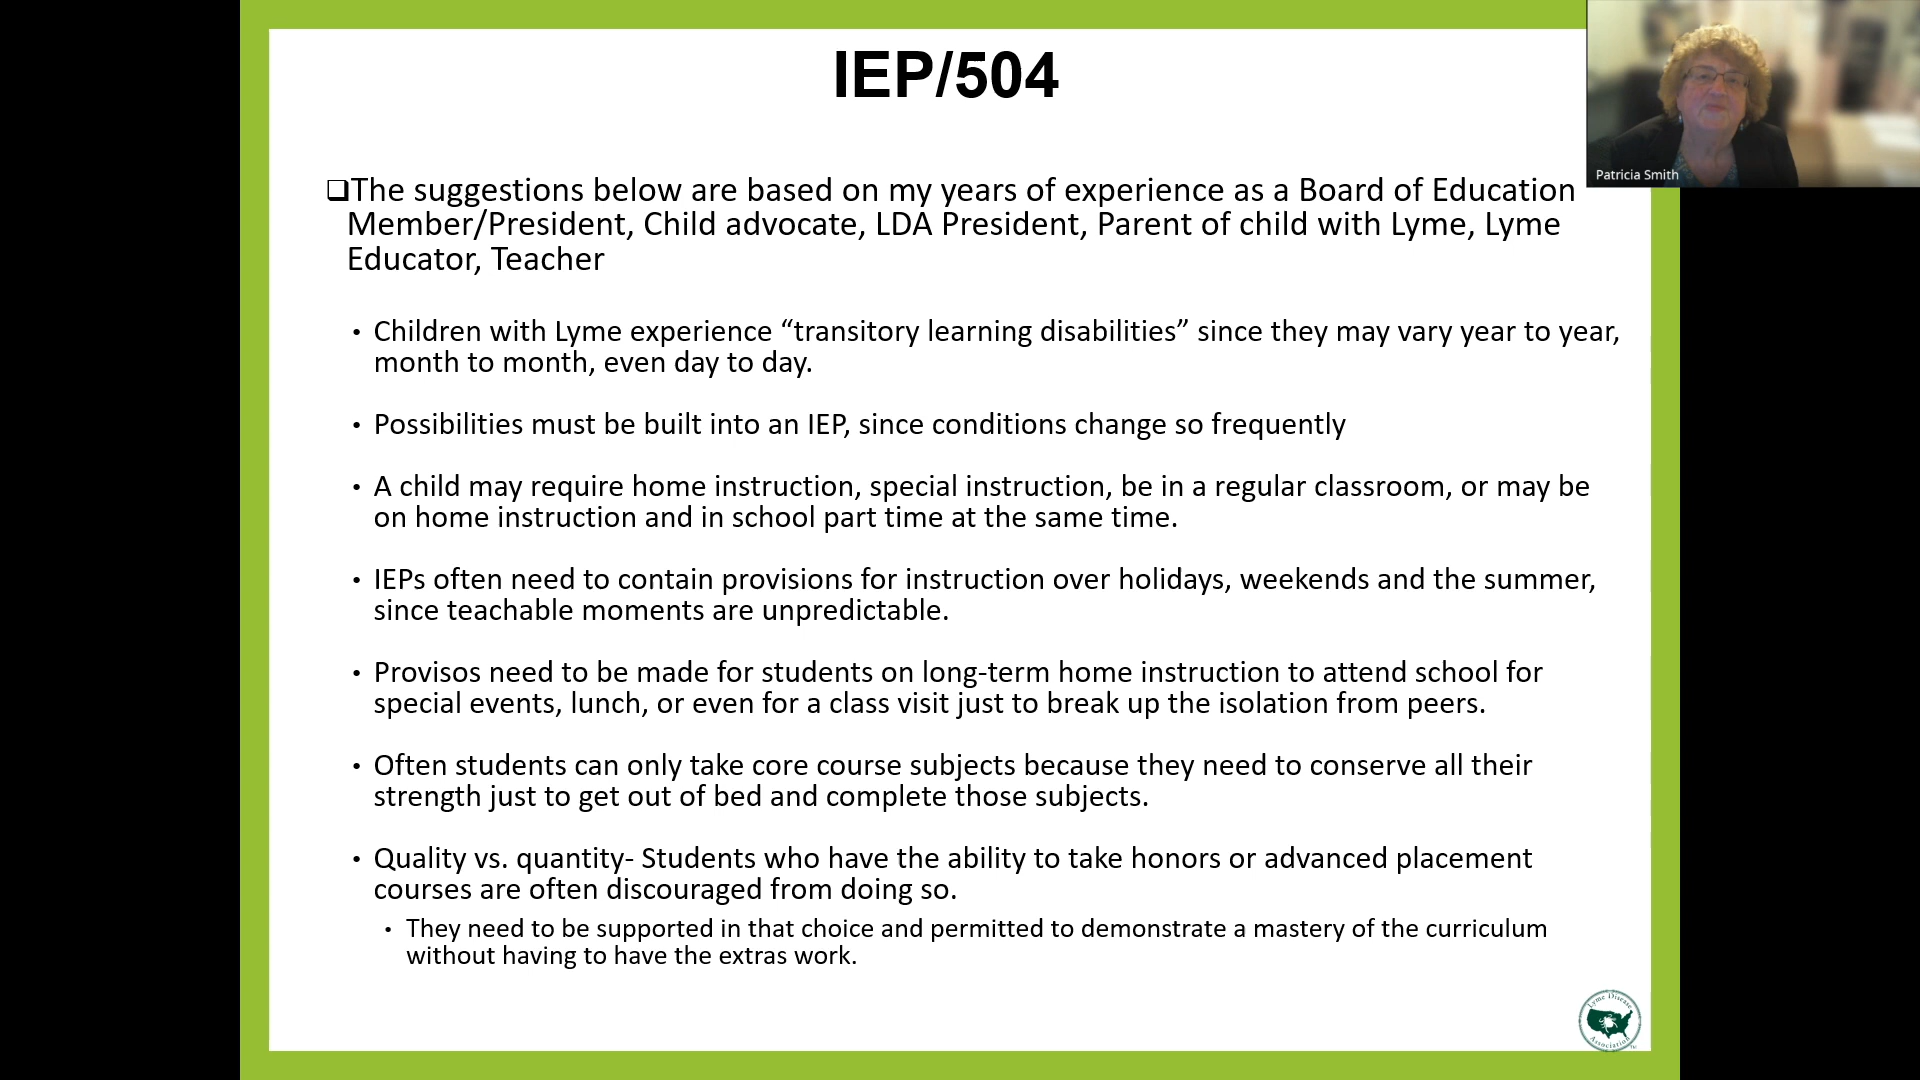 IEP/504
Patricia Smith
❑The suggestions below are based on my years of experience as a Board of Education
Member/President, Child advocate, LDA President, Parent of child with Lyme, Lyme
Educator, Teacher
• Children with Lyme experience “transitory learning disabilities” since they may vary year to year,
month to month, even day to day.
• Possibilities must be built into an IEP, since conditions change so frequently
• A child may require home instruction, special instruction, be in a regular classroom, or may be
on home instruction and in school part time at the same time.
• IEPs often need to contain provisions for instruction over holidays, weekends and the summer,
since teachable moments are unpredictable.
• Provisos need to be made for students on long-term home instruction to attend school for
special events, lunch, or even for a class visit just to break up the isolation from peers.
• Often students can only take core course subjects because they need to conserve all their
strength just to get out of bed and complete those subjects.
• Quality vs. quantity- Students who have the ability to take honors or advanced placement
courses are often discouraged from doing so.
• They need to be supported in that choice and permitted to demonstrate a mastery of the curriculum
without having to have the extras work.
Lyme Disease
Association